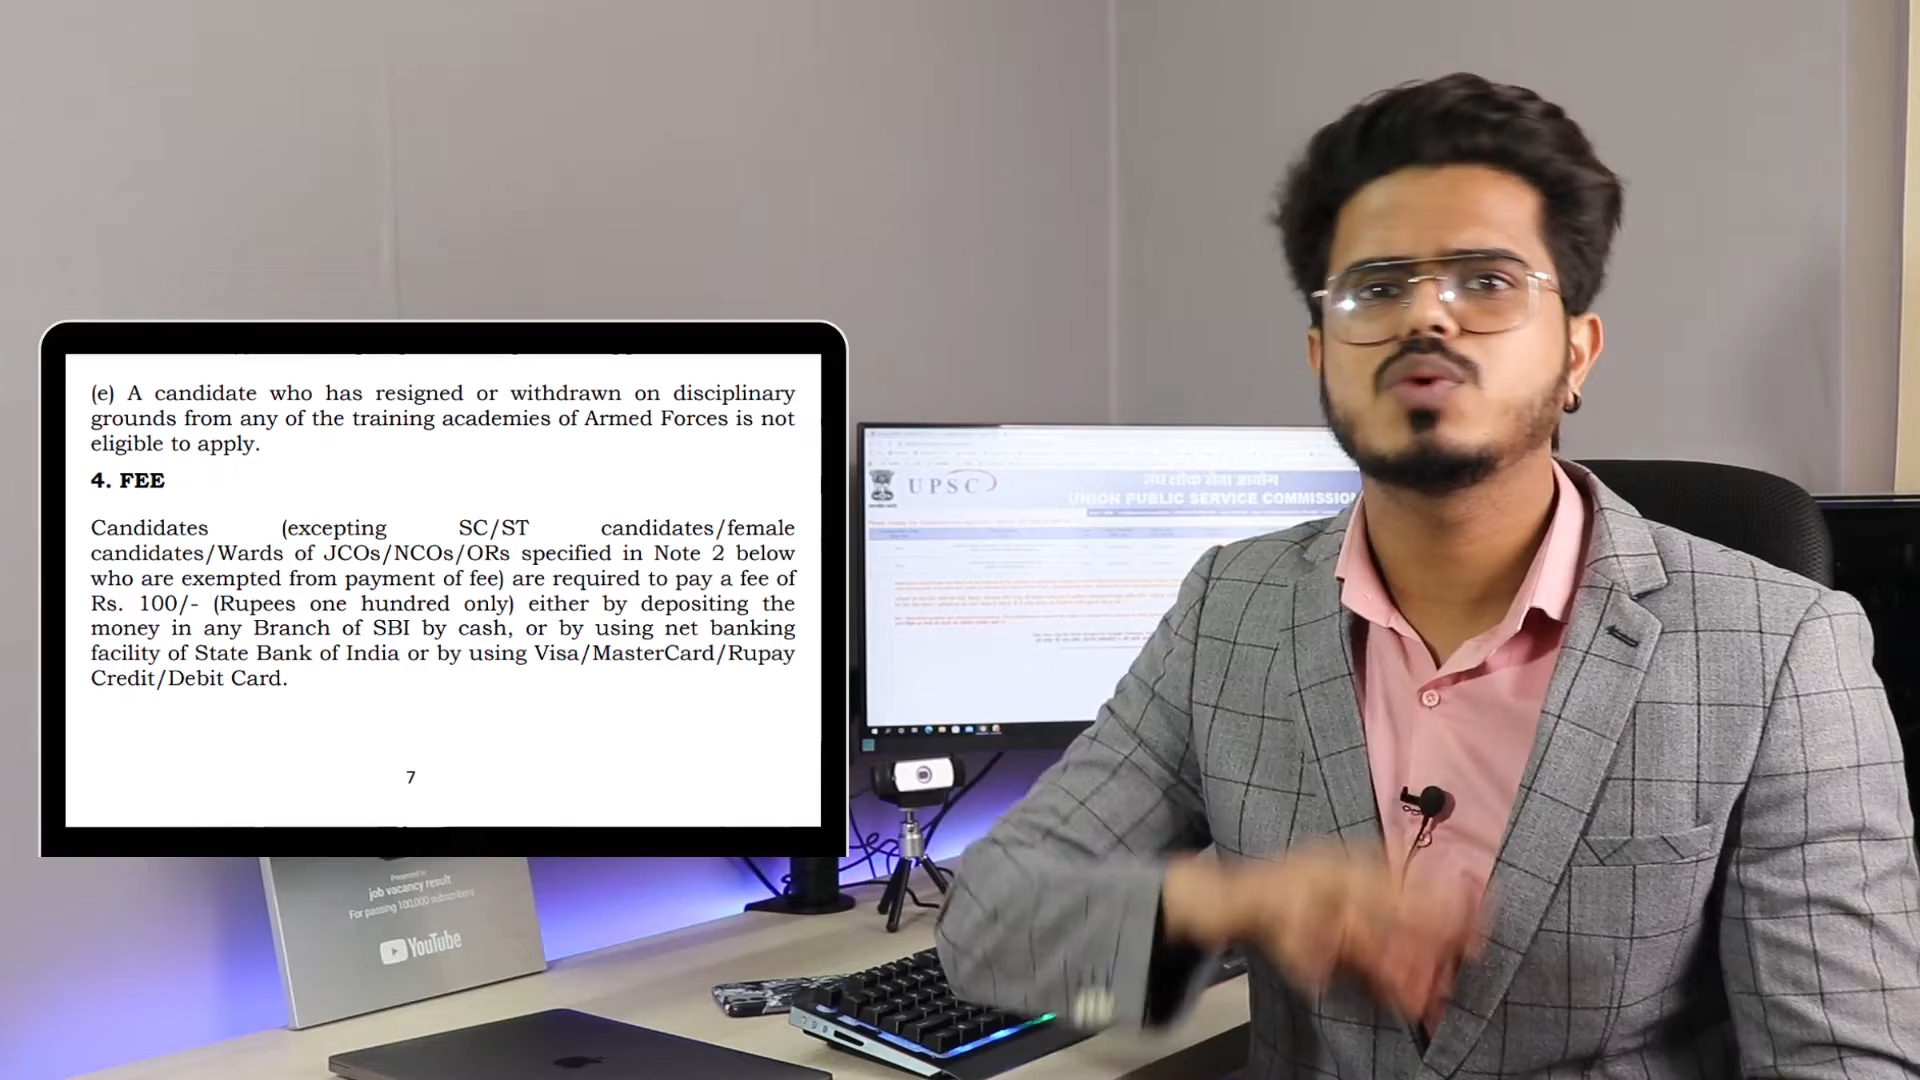 (e) A candidate who has resigned or withdrawn on disciplinary
grounds from any of the training academies of Armed Forces is not
eligible to apply.
4. FEE
Candidates (excepting SC/ST candidates/female
candidates/Wards of JCOs/NCOs/ORs specified in Note 2 below
who are exempted from payment of fee) are required to pay a fee of
Rs. 100/- (Rupees one hundred only) either by depositing the
money in any Branch of SBI by cash, or by using net banking
facility of State Bank of India or by using Visa/MasterCard/Rupay
Credit/Debit Card.
7
UPSC
संघ लोक सेवा आयोग
UNION PUBLIC SERVICE COMMISSION
Presented to
job vacancy result
For passing 100,000 subscribers
YouTube